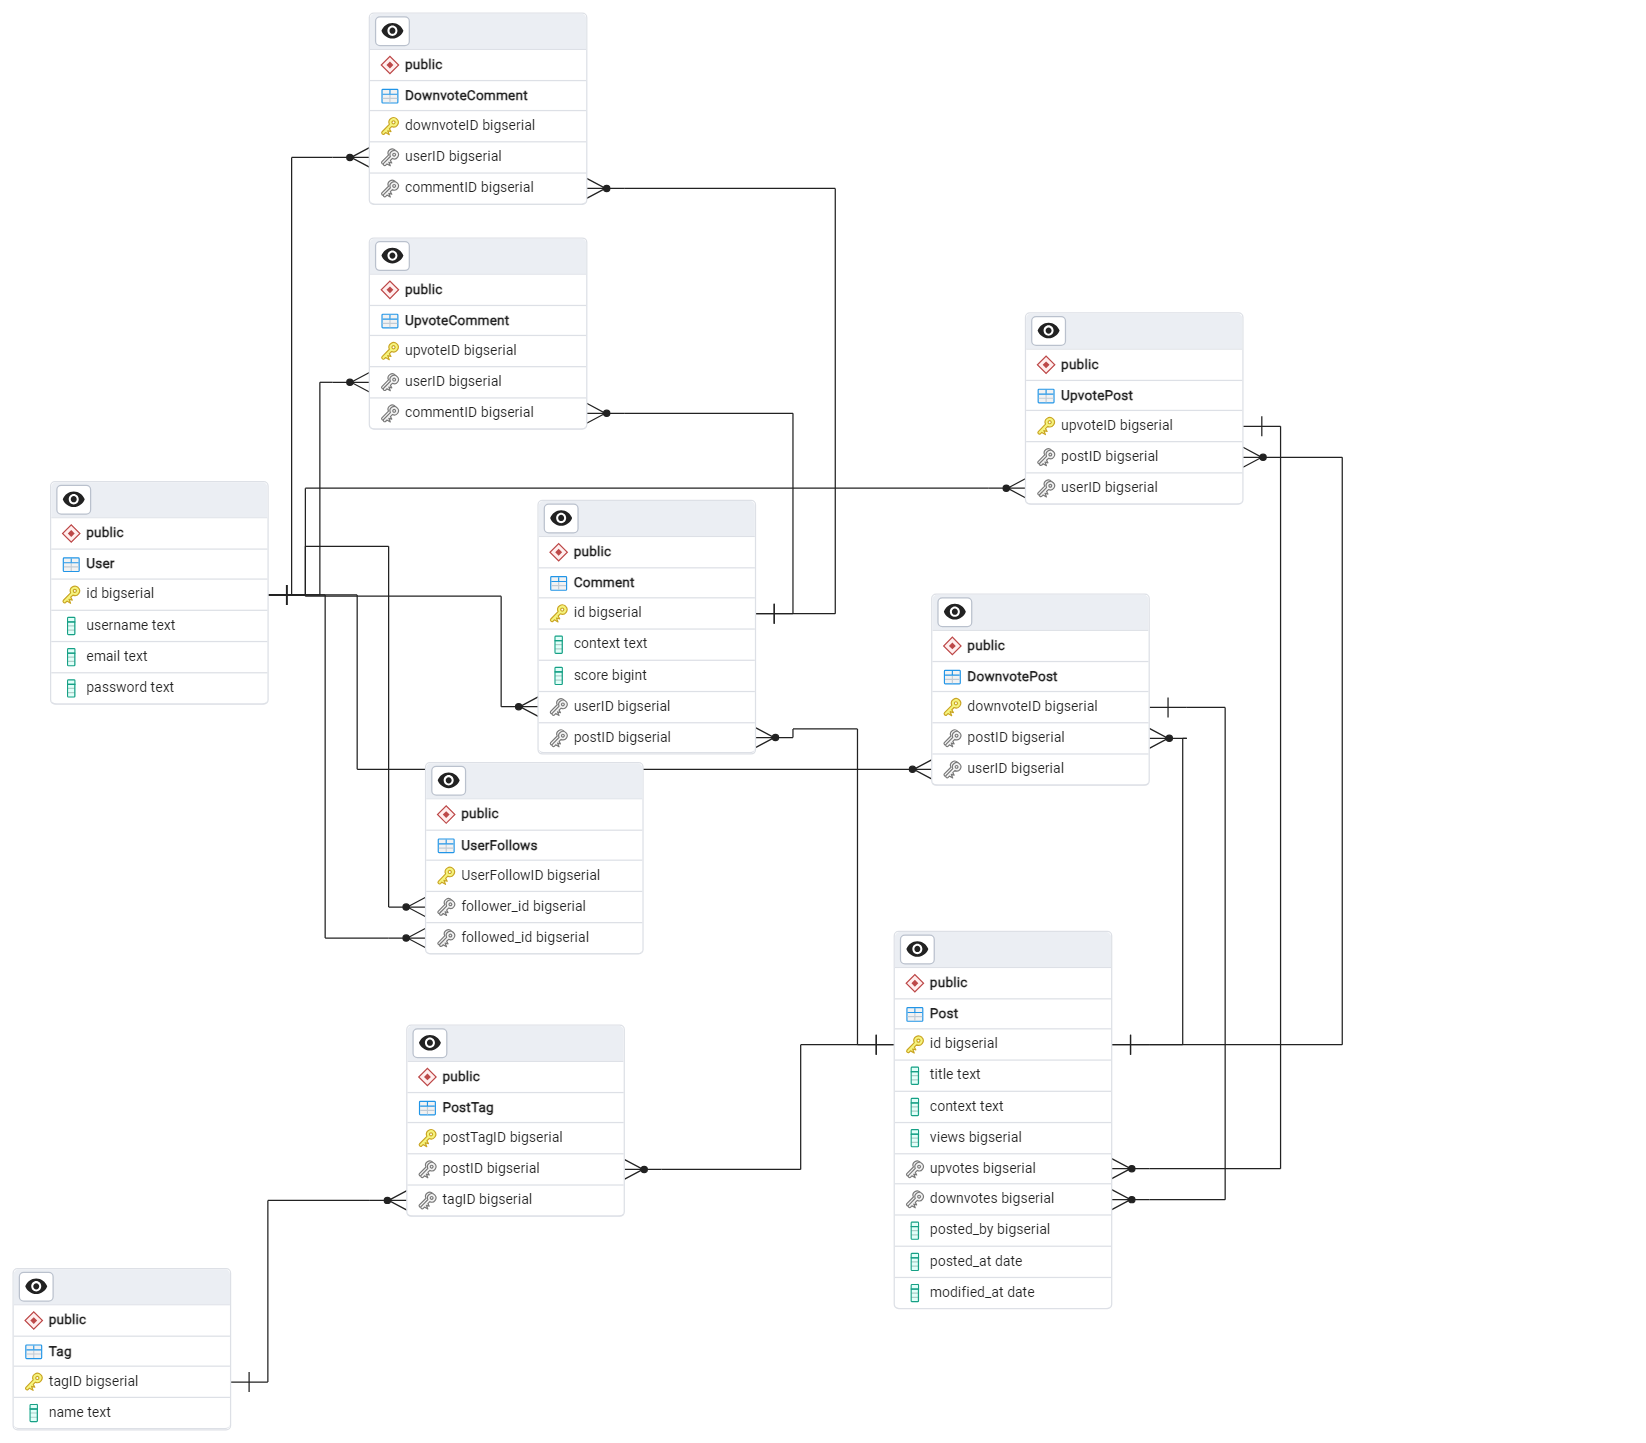 public
DownvoteComment
downvoteID bigserial
userID bigserial
commentID bigserial
public
UpvoteComment
upvoteID bigserial
userID bigserial
commentID bigserial
public
UpvotePost
upvoteID bigserial
postID bigserial
userID bigserial
public
User
id bigserial
username text
email text
password text
public
Comment
id bigserial
context text
score bigint
userID bigserial
postID bigserial
public
DownvotePost
downvoteID bigserial
postID bigserial
userID bigserial
public
UserFollows
UserFollowID bigserial
follower_id bigserial
followed_id bigserial
public
Post
id bigserial
title text
context text
views bigserial
upvotes bigserial
downvotes bigserial
posted_by bigserial
posted_at date
modified_at date
public
PostTag
postTagID bigserial
postID bigserial
tagID bigserial
public
Tag
tagID bigserial
name text